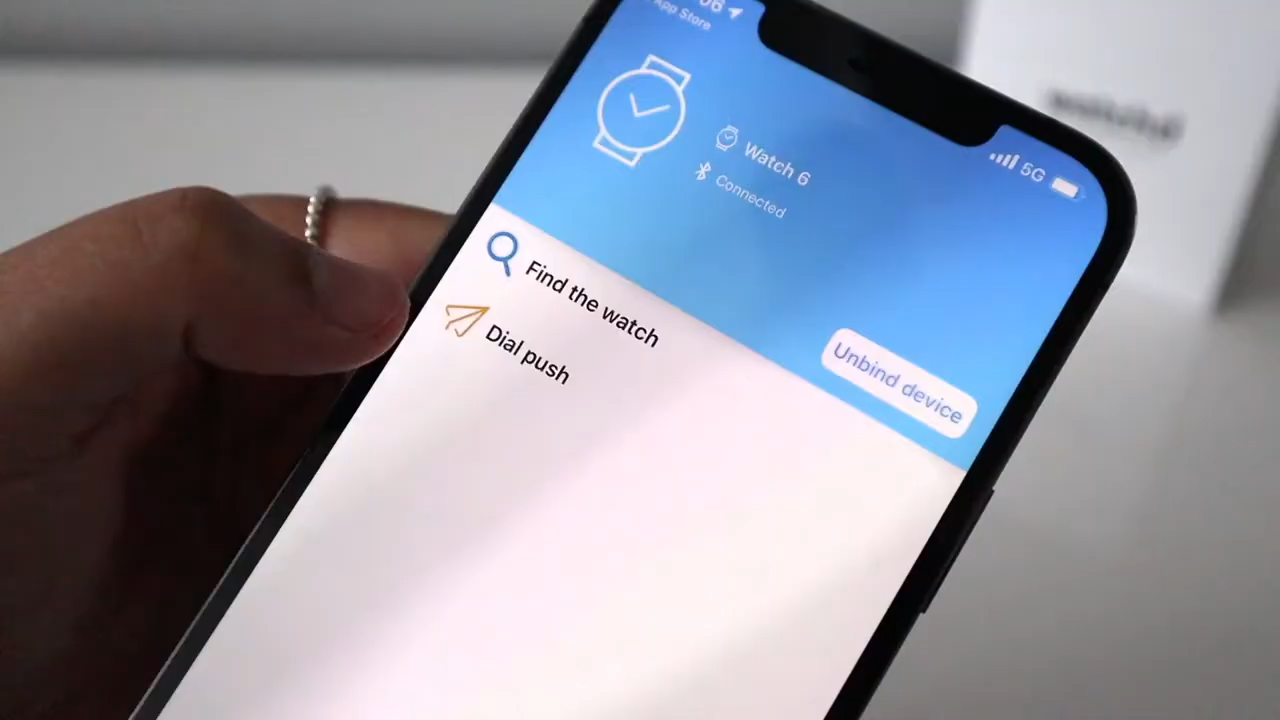 App Store
5G
Watch 6
Connected
Find the watch
Dial push
Unbind device